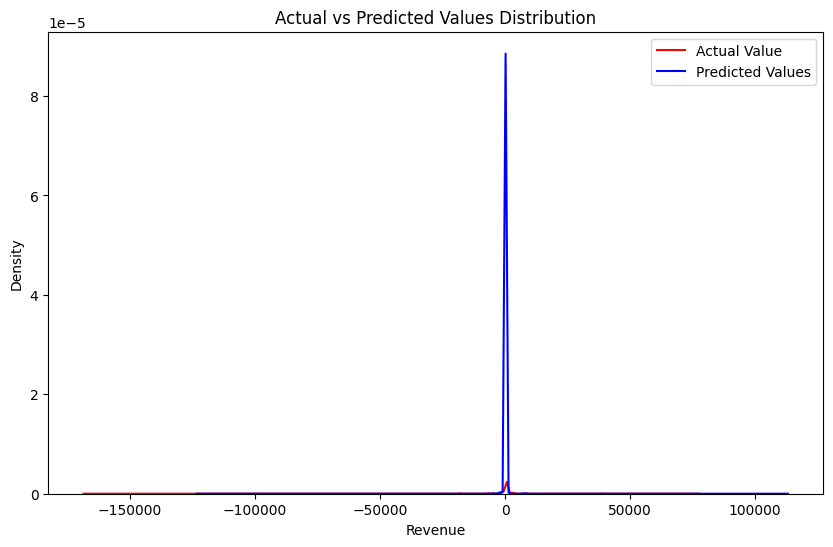 Actual vs Predicted Values Distribution
1e−5
Actual Value
Predicted Values
8
6
4
2
0
Density
−150000 −100000 −50000 0 50000 100000
Revenue